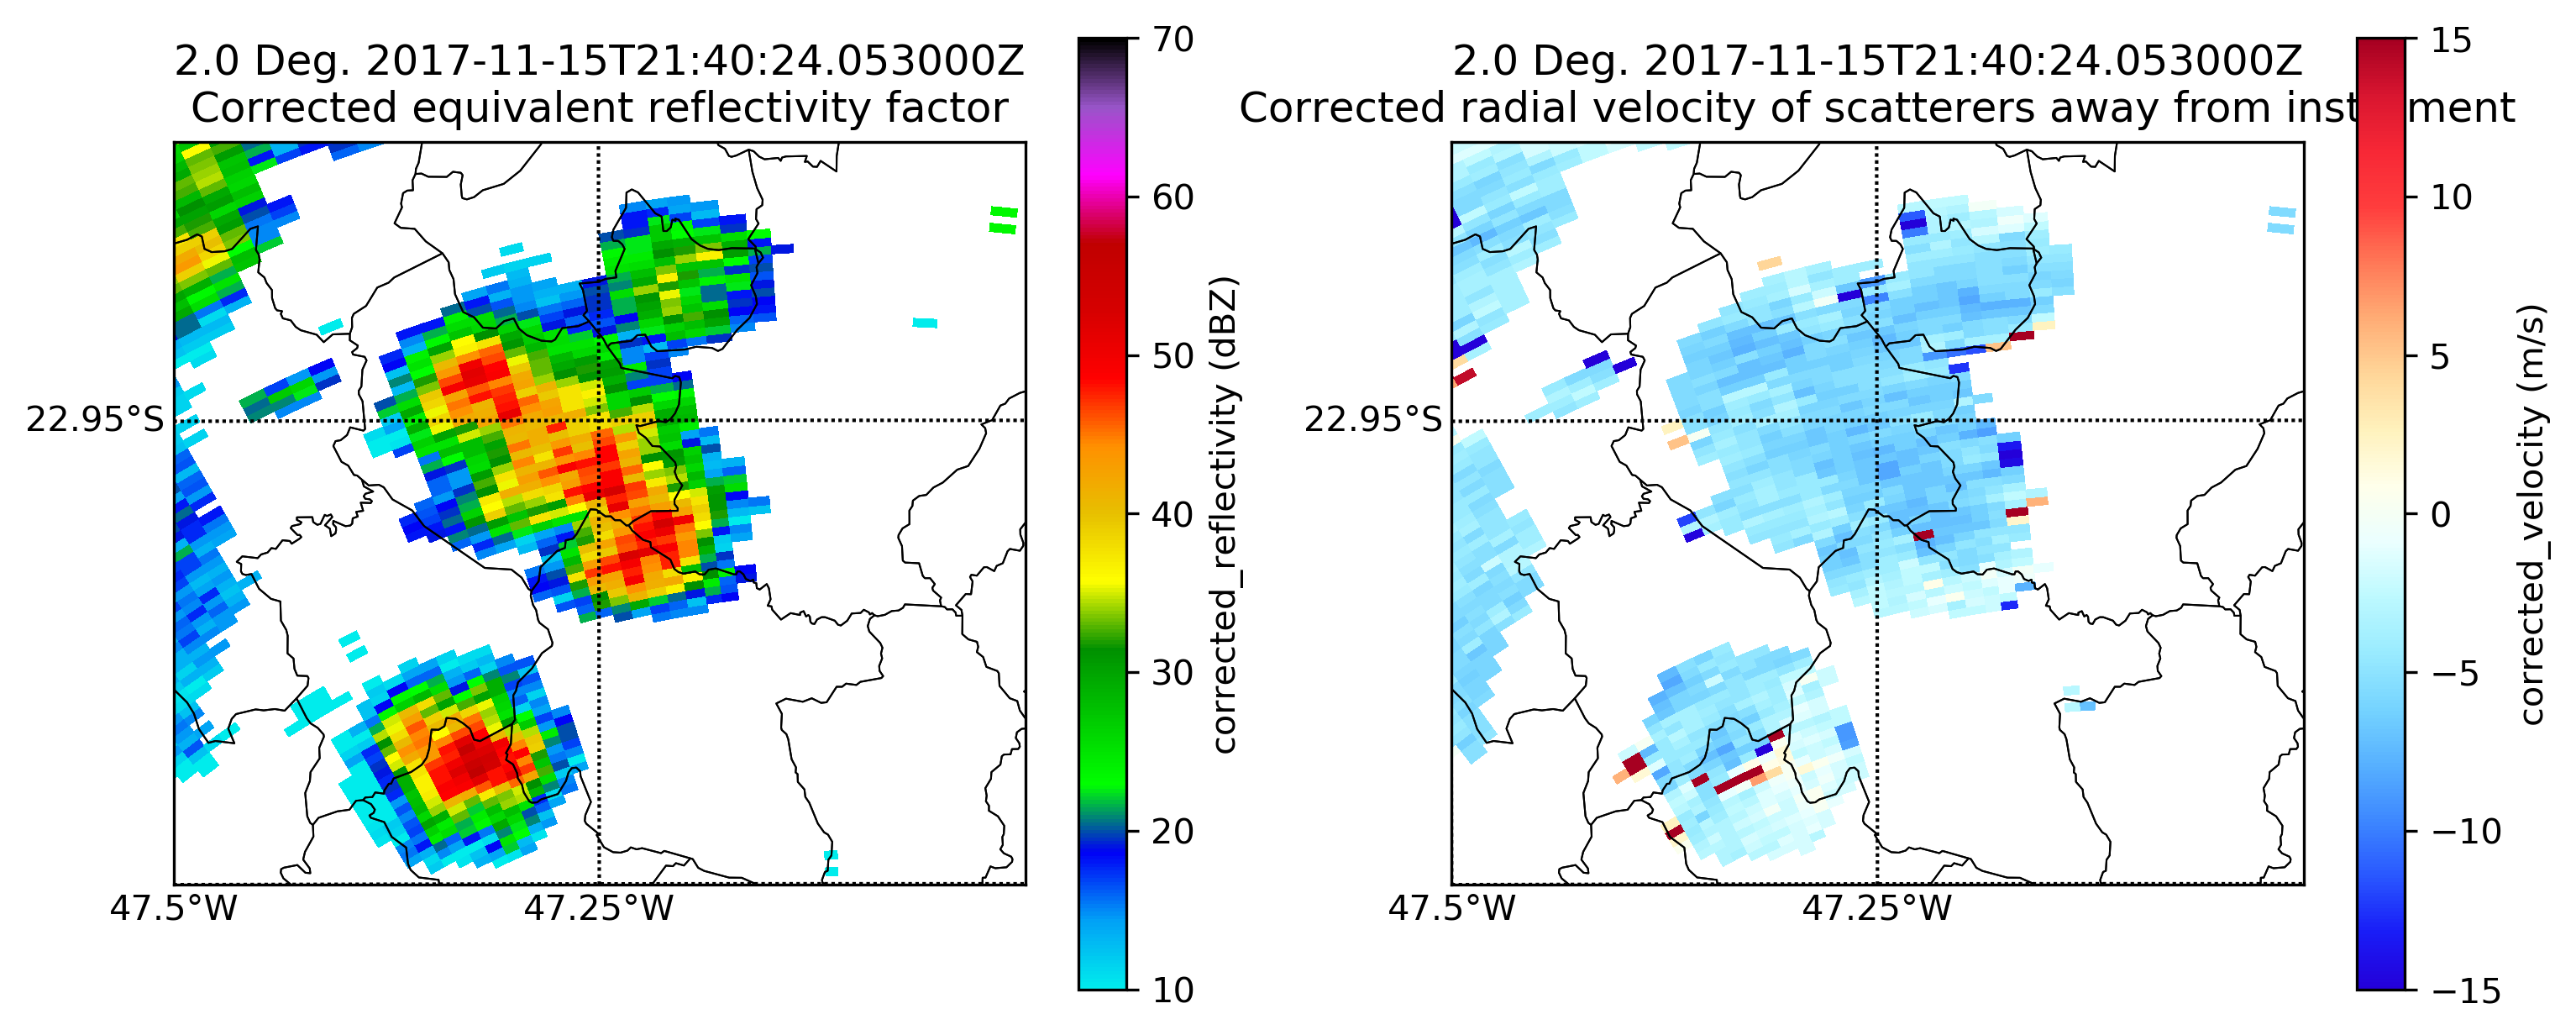 2.0 Deg. 2017-11-15T21:40:24.053000Z
Corrected equivalent reflectivity factor
22.95°S
47.5°W
47.25°W
70
60
50
40
30
20
10
corrected_reflectivity (dBZ)
2.0 Deg. 2017-11-15T21:40:24.053000Z
Corrected radial velocity of scatterers away from inst ment
22.95°S
47.5°W
47.25°W
15
10
5
0
−5
−10
−15
corrected_velocity (m/s)